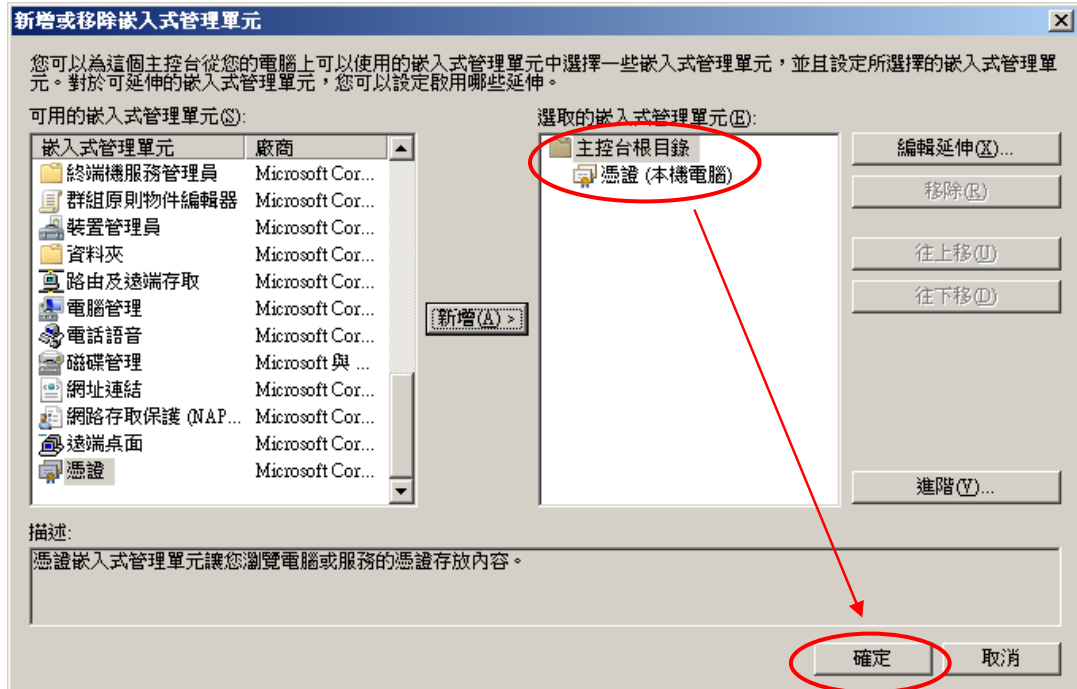 新增或移除嵌入式管理單元
您可以為這個主控台從您的電腦上可以使用的嵌入式管理單元中選擇一些嵌入式管理單元，並且設定所選擇的嵌入式管理單
元。對於可延伸的嵌入式管理單元，您可以設定啟用哪些延伸。
可用的嵌入式管理單元(S):
嵌入式管理單元 廠商
終端機服務管理員 Microsoft Cor...
群組原則物件編輯器 Microsoft Cor...
裝置管理員 Microsoft Cor...
資料夾 Microsoft Cor...
路由及遠端存取 Microsoft Cor...
電腦管理 Microsoft Cor...
電話語音 Microsoft Cor...
磁碟管理 Microsoft 與 ...
網址連結 Microsoft Cor...
網路存取保護 (NAP... Microsoft Cor...
遠端桌面 Microsoft Cor...
憑證 Microsoft Cor...
新增(A) >
選取的嵌入式管理單元(E):
主控台根目錄
憑證 (本機電腦)
編輯延伸(X)...
移除(R)
往上移(U)
往下移(D)
進階(V)...
描述:
憑證嵌入式管理單元讓您瀏覽電腦或服務的憑證存放內容。
確定 取消